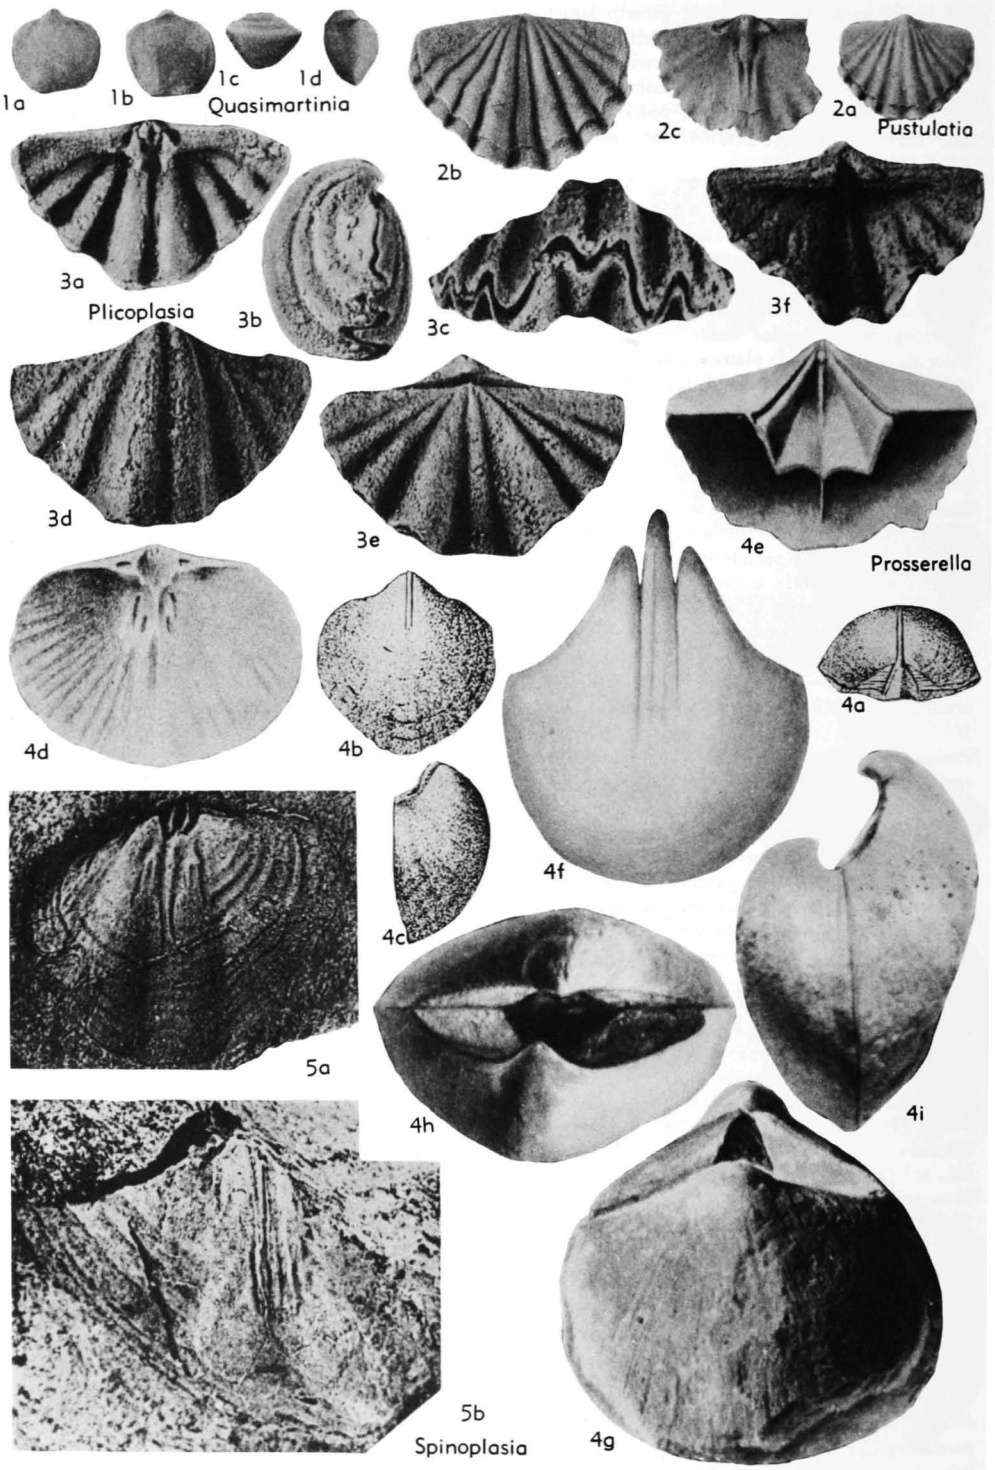 1a
1b
1c
1d
Quasimartinia
2b
2c
2a
Pustulatia
3a
Plicoplasia
3b
3c
3f
3d
3e
4e
Prosserella
4d
4b
4f
4a
4c
5a
4h
4i
5b
Spinoplasia
4g